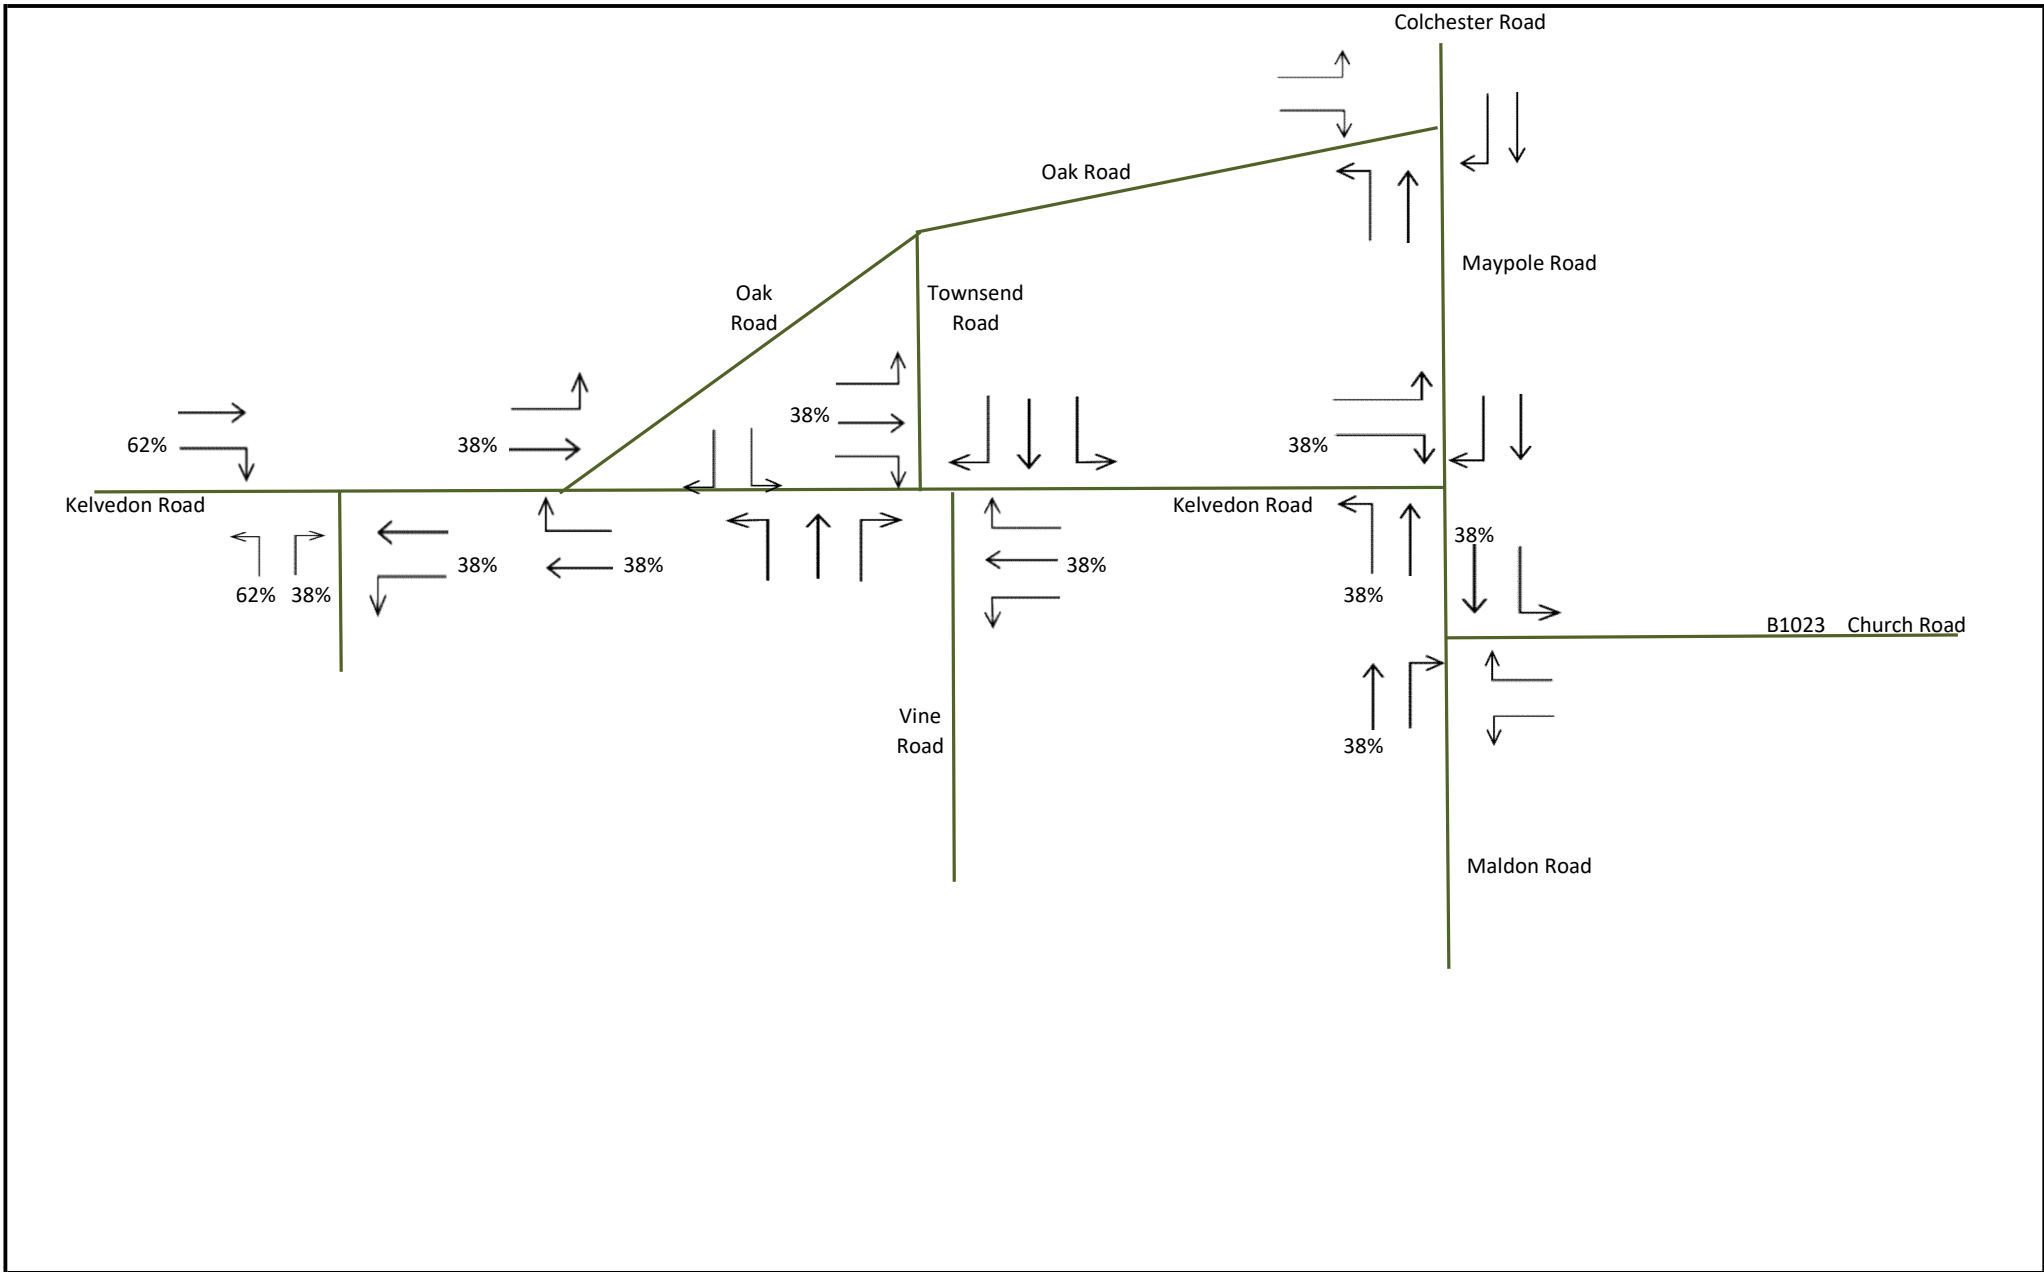 Colchester Road
Oak Road
Maypole Road
Oak
Road
Townsend
Road
38%
62%
38%
38%
Kelvedon Road
Kelvedon Road
38%
38%
38%
38%
62%
38%
38%
B1023 Church Road
Vine
Road
38%
Maldon Road